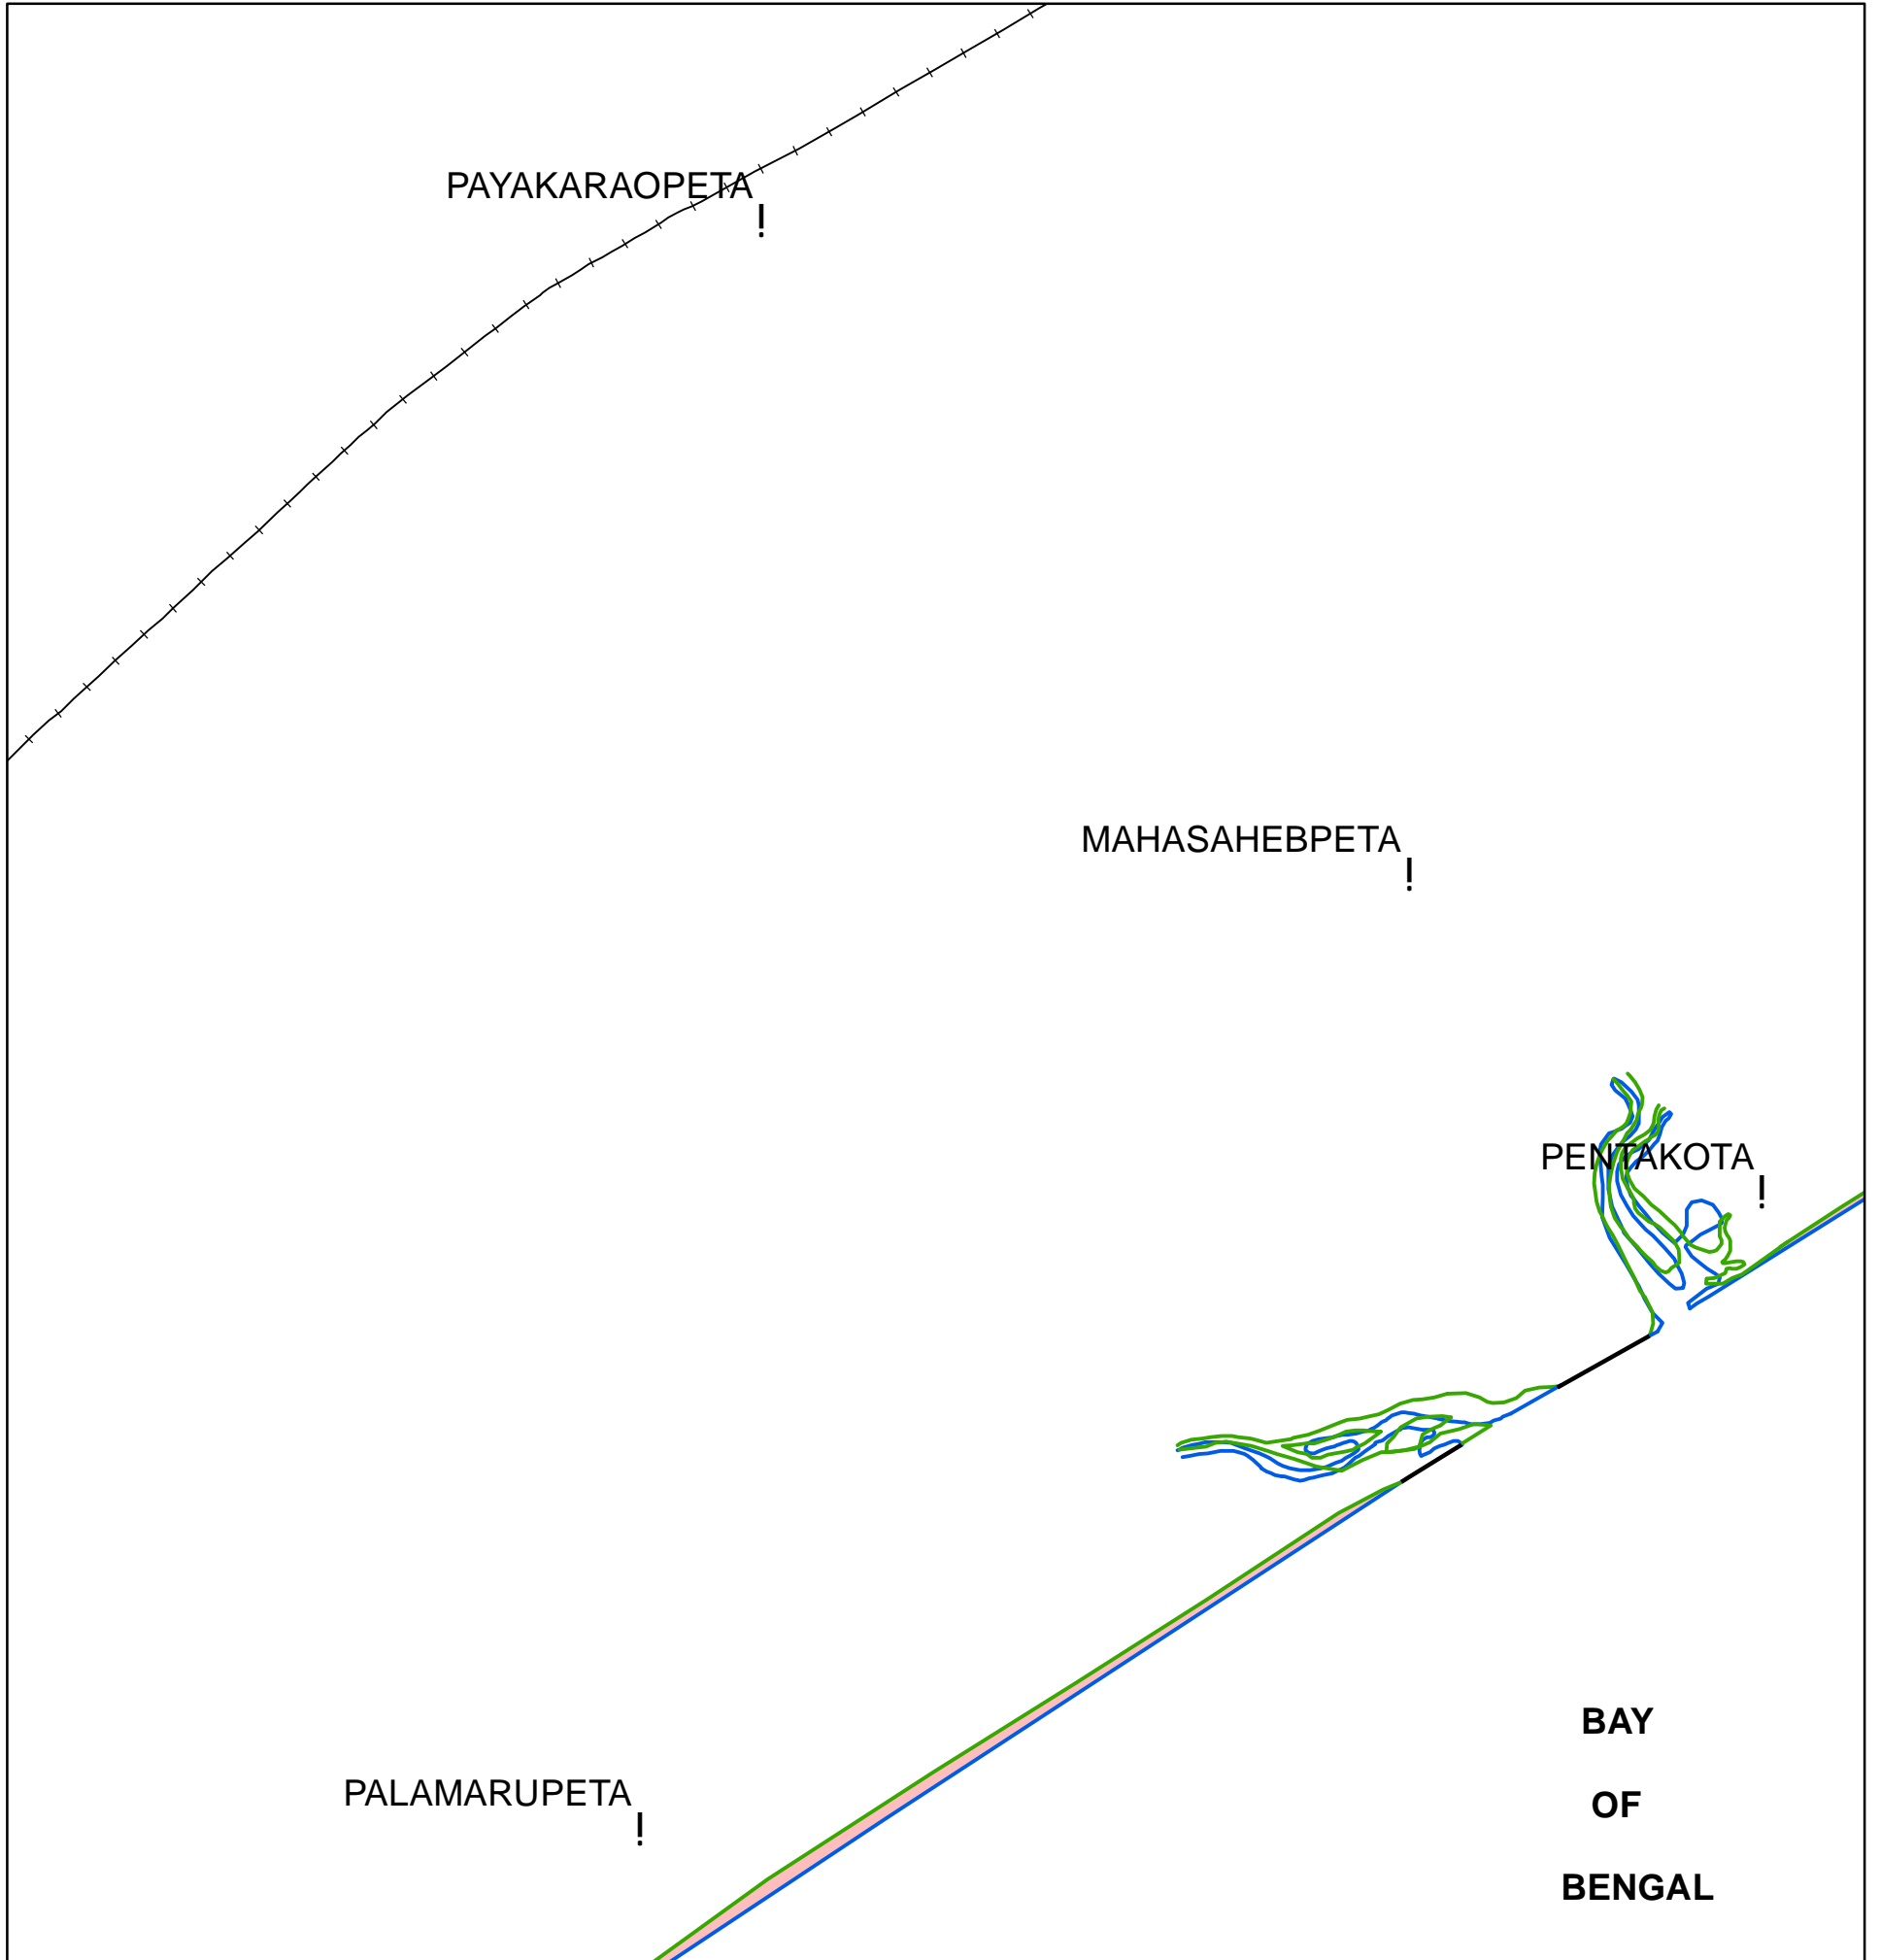 PAYAKARAOPETA
!
MAHASAHEBPETA
!
PENTAKOTA
!
BAY
OF
BENGAL
PALAMARUPETA
!